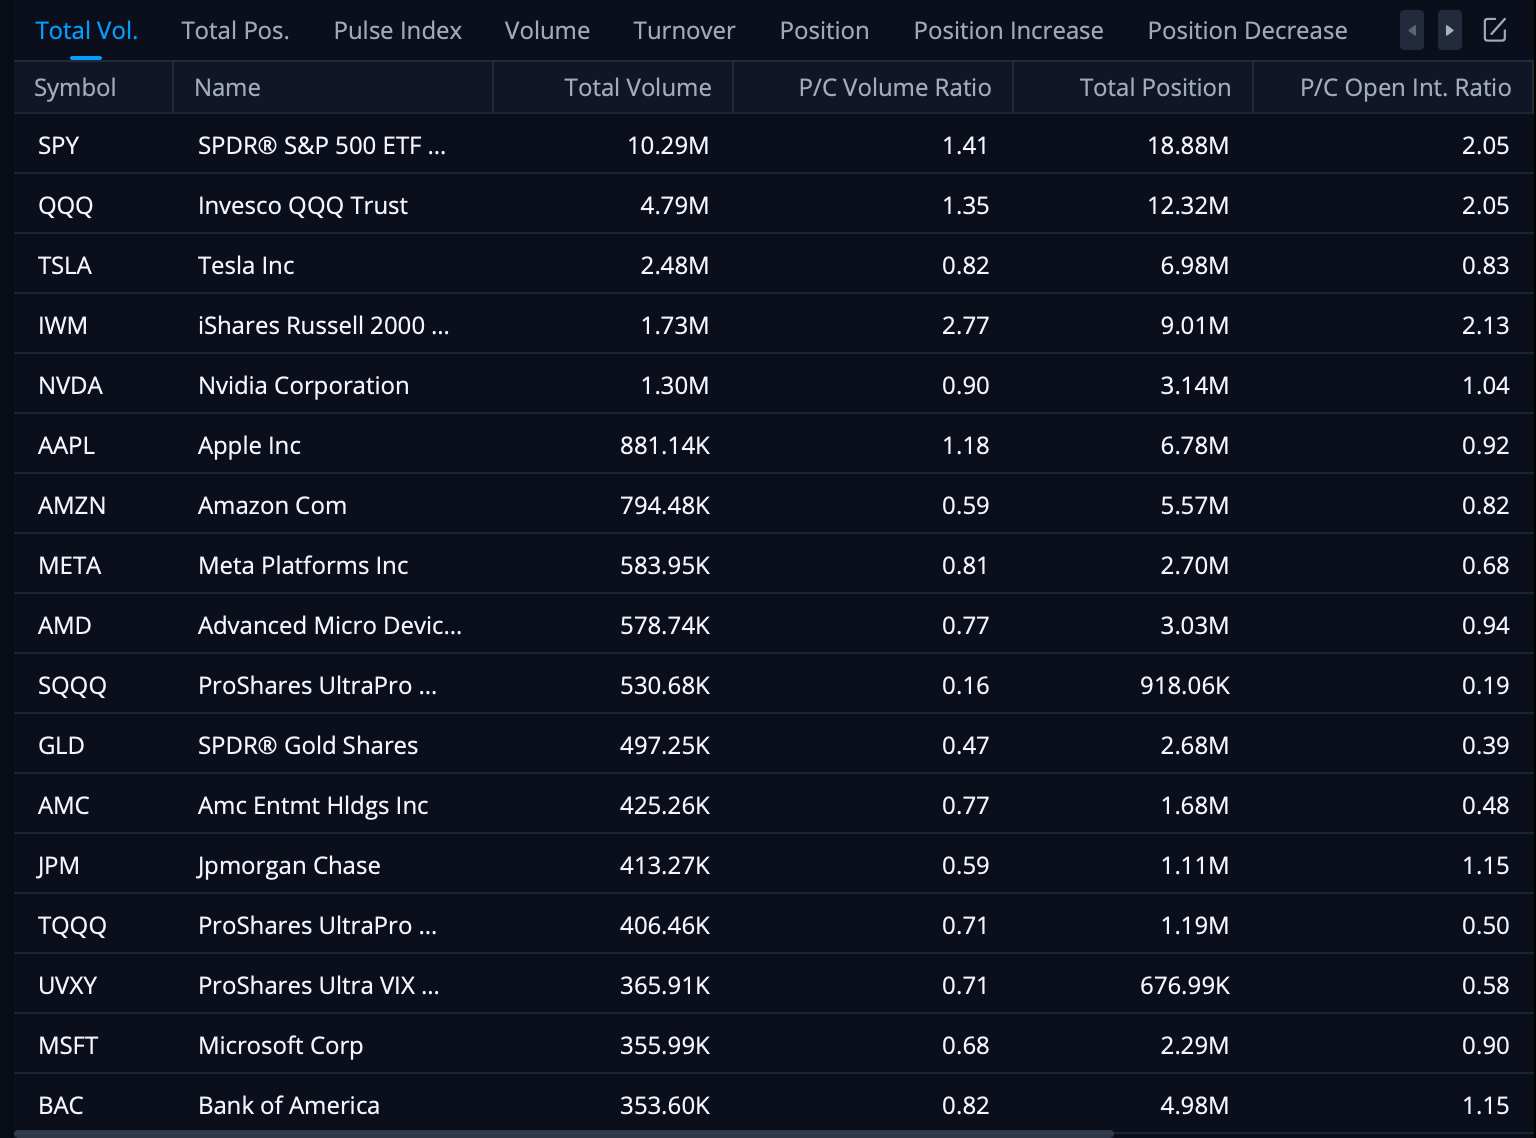 Total Vol. Total Pos. Pulse Index Volume Turnover Position Position Increase Position Decrease
Symbol Name Total Volume P/C Volume Ratio Total Position P/C Open Int. Ratio
SPY SPDR® S&P 500 ETF ... 10.29M 1.41 18.88M 2.05
QQQ Invesco QQQ Trust 4.79M 1.35 12.32M 2.05
TSLA Tesla Inc 2.48M 0.82 6.98M 0.83
IWM iShares Russell 2000 ... 1.73M 2.77 9.01M 2.13
NVDA Nvidia Corporation 1.30M 0.90 3.14M 1.04
AAPL Apple Inc 881.14K 1.18 6.78M 0.92
AMZN Amazon Com 794.48K 0.59 5.57M 0.82
META Meta Platforms Inc 583.95K 0.81 2.70M 0.68
AMD Advanced Micro Devic... 578.74K 0.77 3.03M 0.94
SQQQ ProShares UltraPro ... 530.68K 0.16 918.06K 0.19
GLD SPDR® Gold Shares 497.25K 0.47 2.68M 0.39
AMC Amc Entmt Hldgs Inc 425.26K 0.77 1.68M 0.48
JPM Jpmorgan Chase 413.27K 0.59 1.11M 1.15
TQQQ ProShares UltraPro ... 406.46K 0.71 1.19M 0.50
UVXY ProShares Ultra VIX ... 365.91K 0.71 676.99K 0.58
MSFT Microsoft Corp 355.99K 0.68 2.29M 0.90
BAC Bank of America 353.60K 0.82 4.98M 1.15